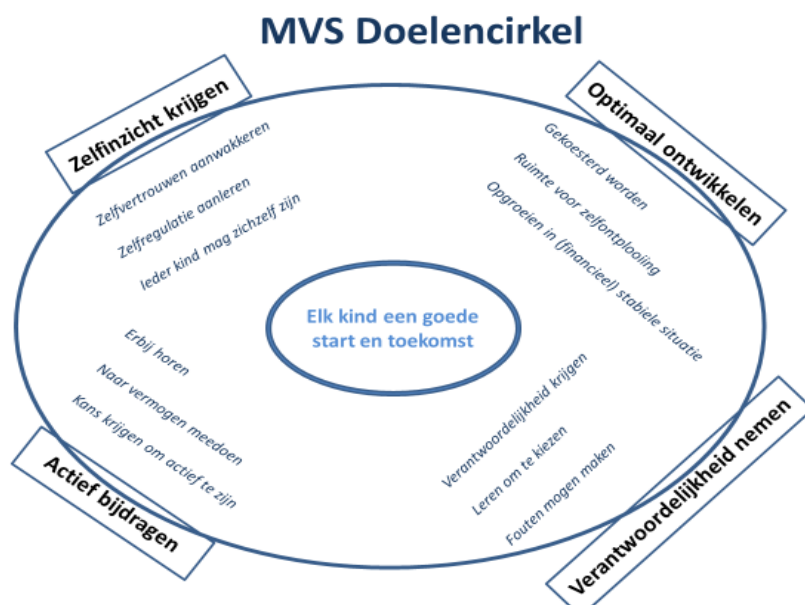 MVS Doelencirkel
Zelfinzicht krijgen
Zelfvertrouwen aanwakkeren
Zelfregulatie aanleren
Ieder kind mag zichzelf zijn
Optimaal ontwikkelen
Gekoesterd worden
Ruimte voor zelfontplooiing
Opgroeien in (financieel) stabiele situatie
Elk kind een goede
start en toekomst
Erbij horen
Naar vermogen meedoen
Kans krijgen om actief te zijn
Actief bijdragen
Verantwoordelijkheid krijgen
Leren om te kiezen
Fouten mogen maken
Verantwoordelijkheid nemen